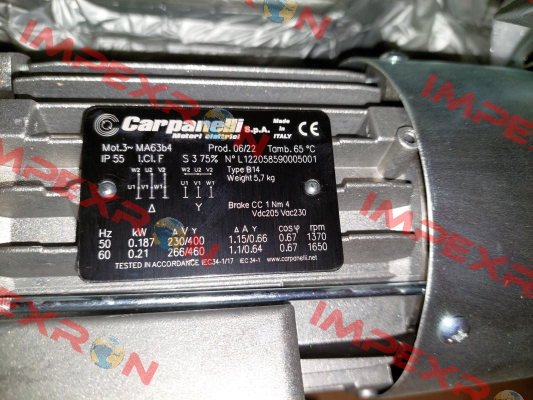 Carpanelli S.p.A.
Motori elettrici
Made in ITALY
CE
Mot.3~ MA63b4 Prod. 06/22 Tamb. 65 °C
IP 55 I.Cl. F S 3 75% N° L122058590005001
W2 U2 V2 W2 U2 V2 Type B14
Weight 5,7 kg
U1 V1 W1 U1 V1 W1
Brake CC 1 Nm 4
Δ Y Vdc205 Vac230
Hz kW Δ V Y Δ A Y cosφ rpm
50 0.187 230/400 1.15/0.66 0.67 1370
60 0.21 266/460 1.1/0.64 0.67 1650
TESTED IN ACCORDANCE IEC34-1/17 IEC 34-1 www.carpanelli.net
IMPEXRON
IMPEXRON
IMPEXRON
IMPEXRON
IMPEXRON